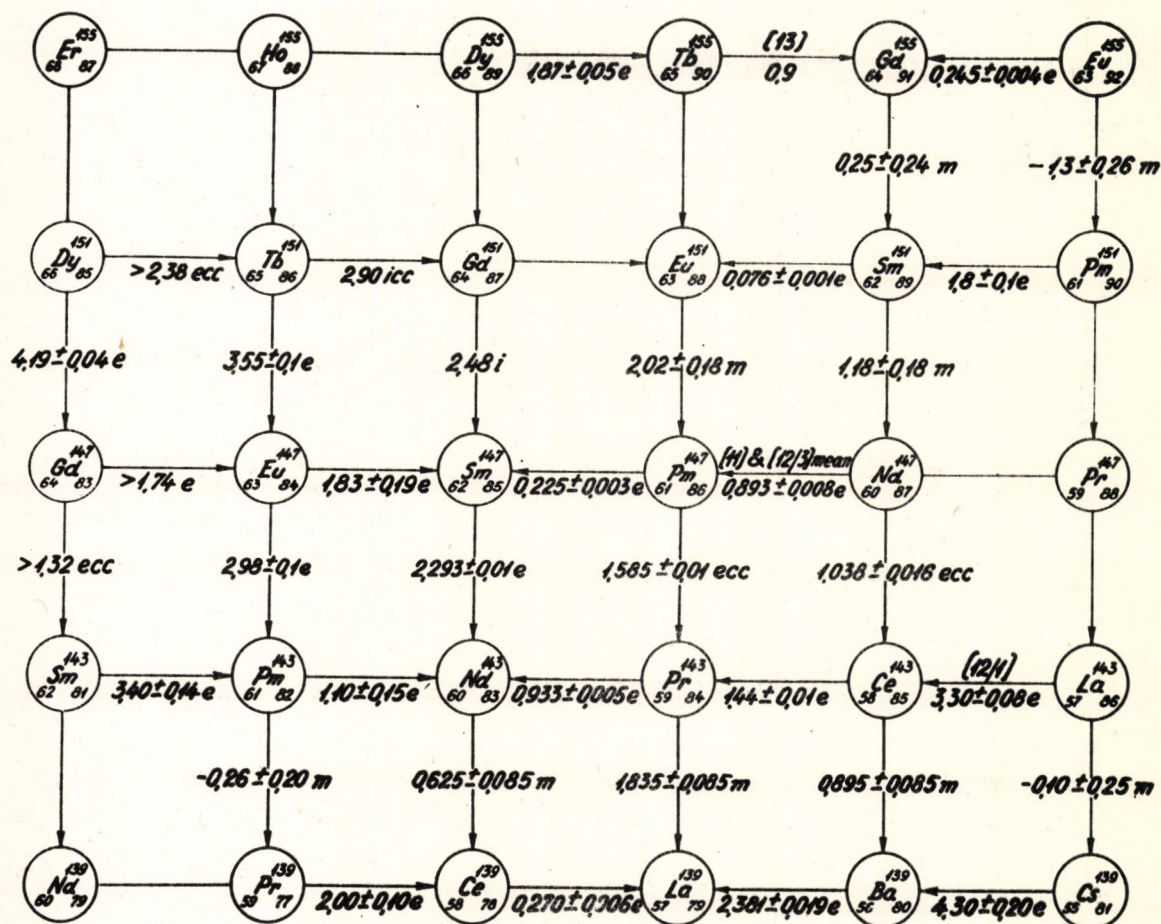 155 Er 68 87
155 Ho 67 88
155 Dy 66 89
1,87±0,05e
155 Tb 65 90
[13]
0,9
155 Gd 64 91
0,245±0,004e
155 Eu 63 92
0,25±0,24 m
-1,3±0,26 m
151 Dy 66 85
>2,38 ecc
151 Tb 65 86
2,90 icc
151 Gd 64 87
151 Eu 63 88
0,076±0,001e
151 Sm 62 89
1,8±0,1e
151 Pm 61 90
4,19±0,04 e
3,55±0,1e
2,48 i
2,02±0,18 m
1,18±0,18 m
147 Gd 64 83
>1,74 e
147 Eu 63 84
1,83±0,19e
147 Sm 62 85
0,225±0,003e
147 Pm 61 86
[11] & [12/3] mean
0,893±0,008e
147 Nd 60 87
147 Pr 59 88
>1,32 ecc
2,98±0,1e
2,293±0,01e
1,585±0,01 ecc
1,038±0,016 ecc
143 Sm 62 81
3,40±0,14e
143 Pm 61 82
1,10±0,15e
143 Nd 60 83
0,933±0,005e
143 Pr 59 84
1,44±0,01e
143 Ce 58 85
[12/1]
3,30±0,08e
143 La 57 86
-0,26±0,20 m
0,625±0,085m
1,835±0,085m
0,895±0,085m
-0,10±0,25m
139 Nd 60 79
139 Pr 59 77
2,00±0,10e
139 Ce 58 78
0,270±0,006e
139 La 57 79
2,381±0,019e
139 Ba 80
4,30±0,20e
139 Cs 81